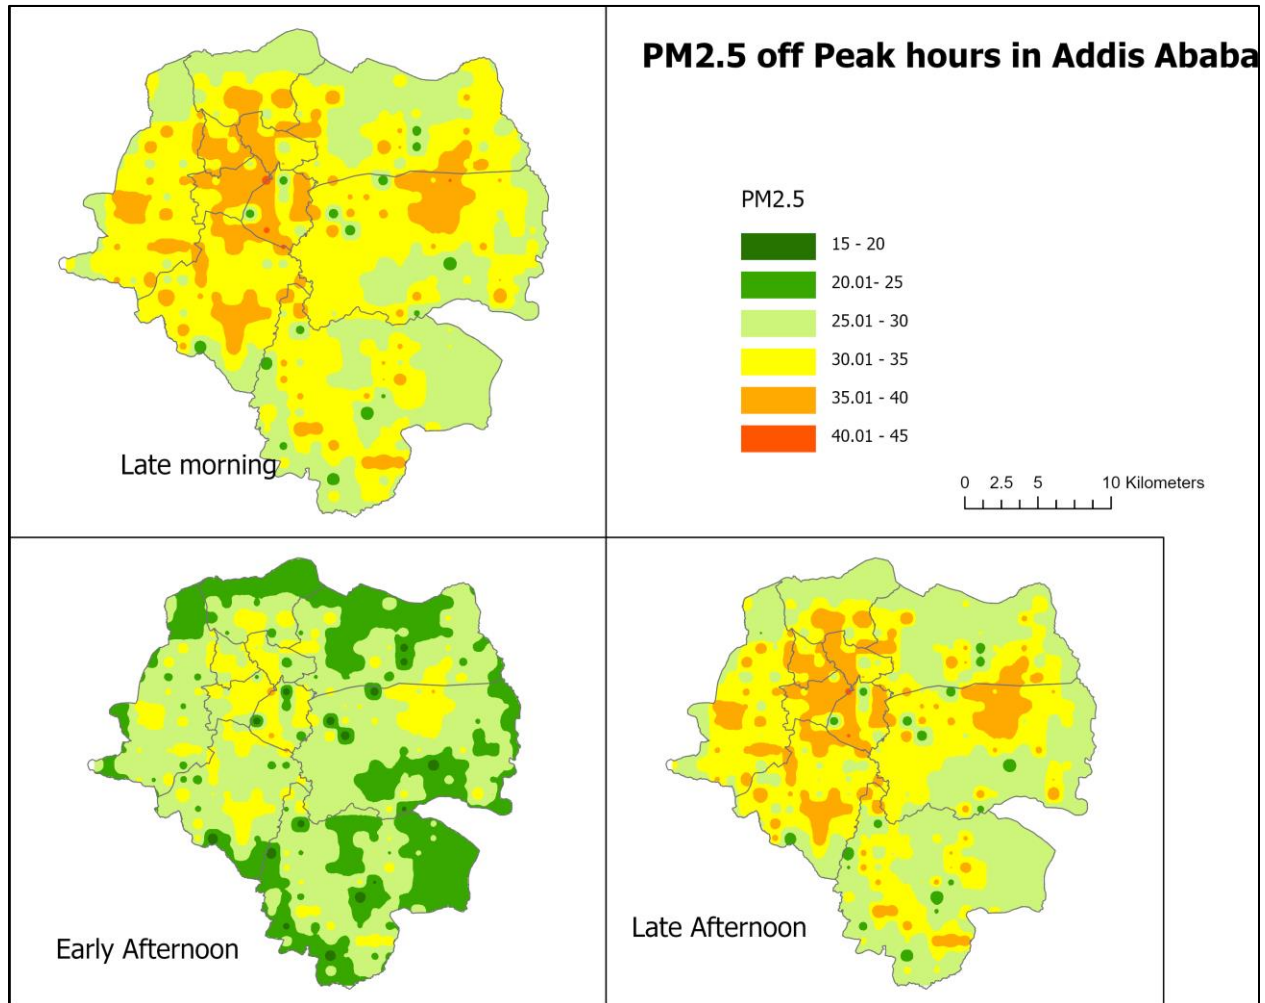 PM2.5 off Peak hours in Addis Ababa
PM2.5
15 - 20
20.01- 25
25.01 - 30
30.01 - 35
35.01 - 40
40.01 - 45
0 2.5 5 10 Kilometers
Late morning
Early Afternoon
Late Afternoon